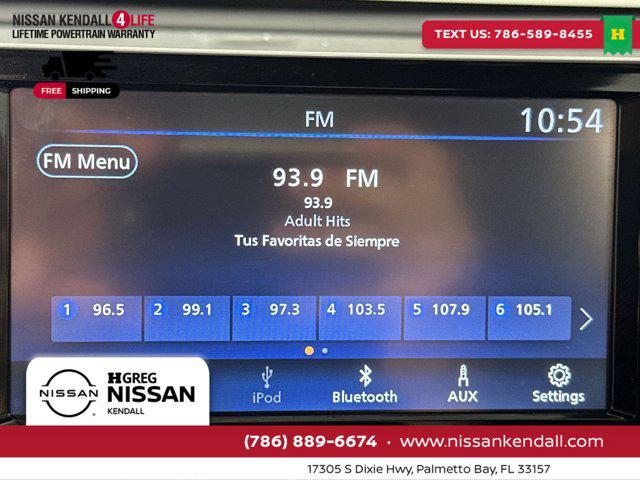 NISSAN KENDALL 4 LIFE
LIFETIME POWERTRAIN WARRANTY
TEXT US: 786-589-8455
H
FREE SHIPPING
FM
10:54
FM Menu
93.9 FM
93.9
Adult Hits
Tus Favoritas de Siempre
1 96.5 2 99.1 3 97.3 4 103.5 5 107.9 6 105.1
NISSAN
HGREG
NISSAN
KENDALL
iPod
Bluetooth
AUX
Settings
(786) 889-6674 • www.nissankendall.com
17305 S Dixie Hwy, Palmetto Bay, FL 33157